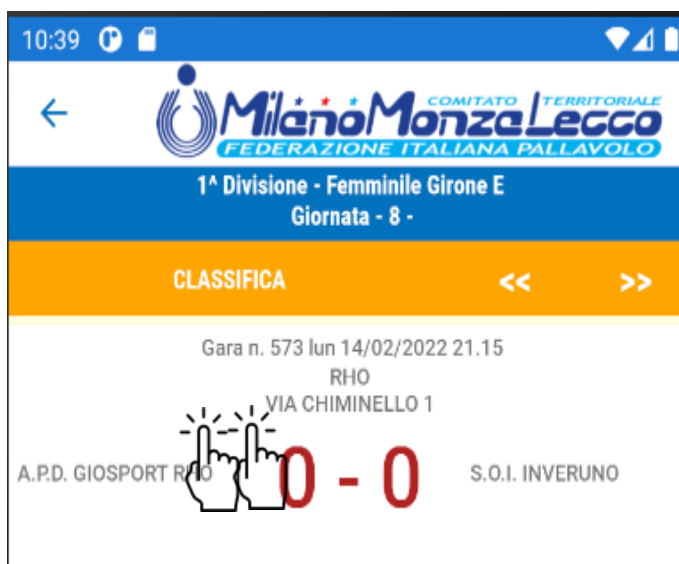 10:39
COMITATO TERRITORIALE
MilanoMonzaLecco
FEDERAZIONE ITALIANA PALLAVOLO
1^ Divisione - Femminile Girone E
Giornata - 8 -
CLASSIFICA << >>
Gara n. 573 lun 14/02/2022 21.15
RHO
VIA CHIMINELLO 1
A.P.D. GIOSPORT RHO 0 - 0 S.O.I. INVERUNO